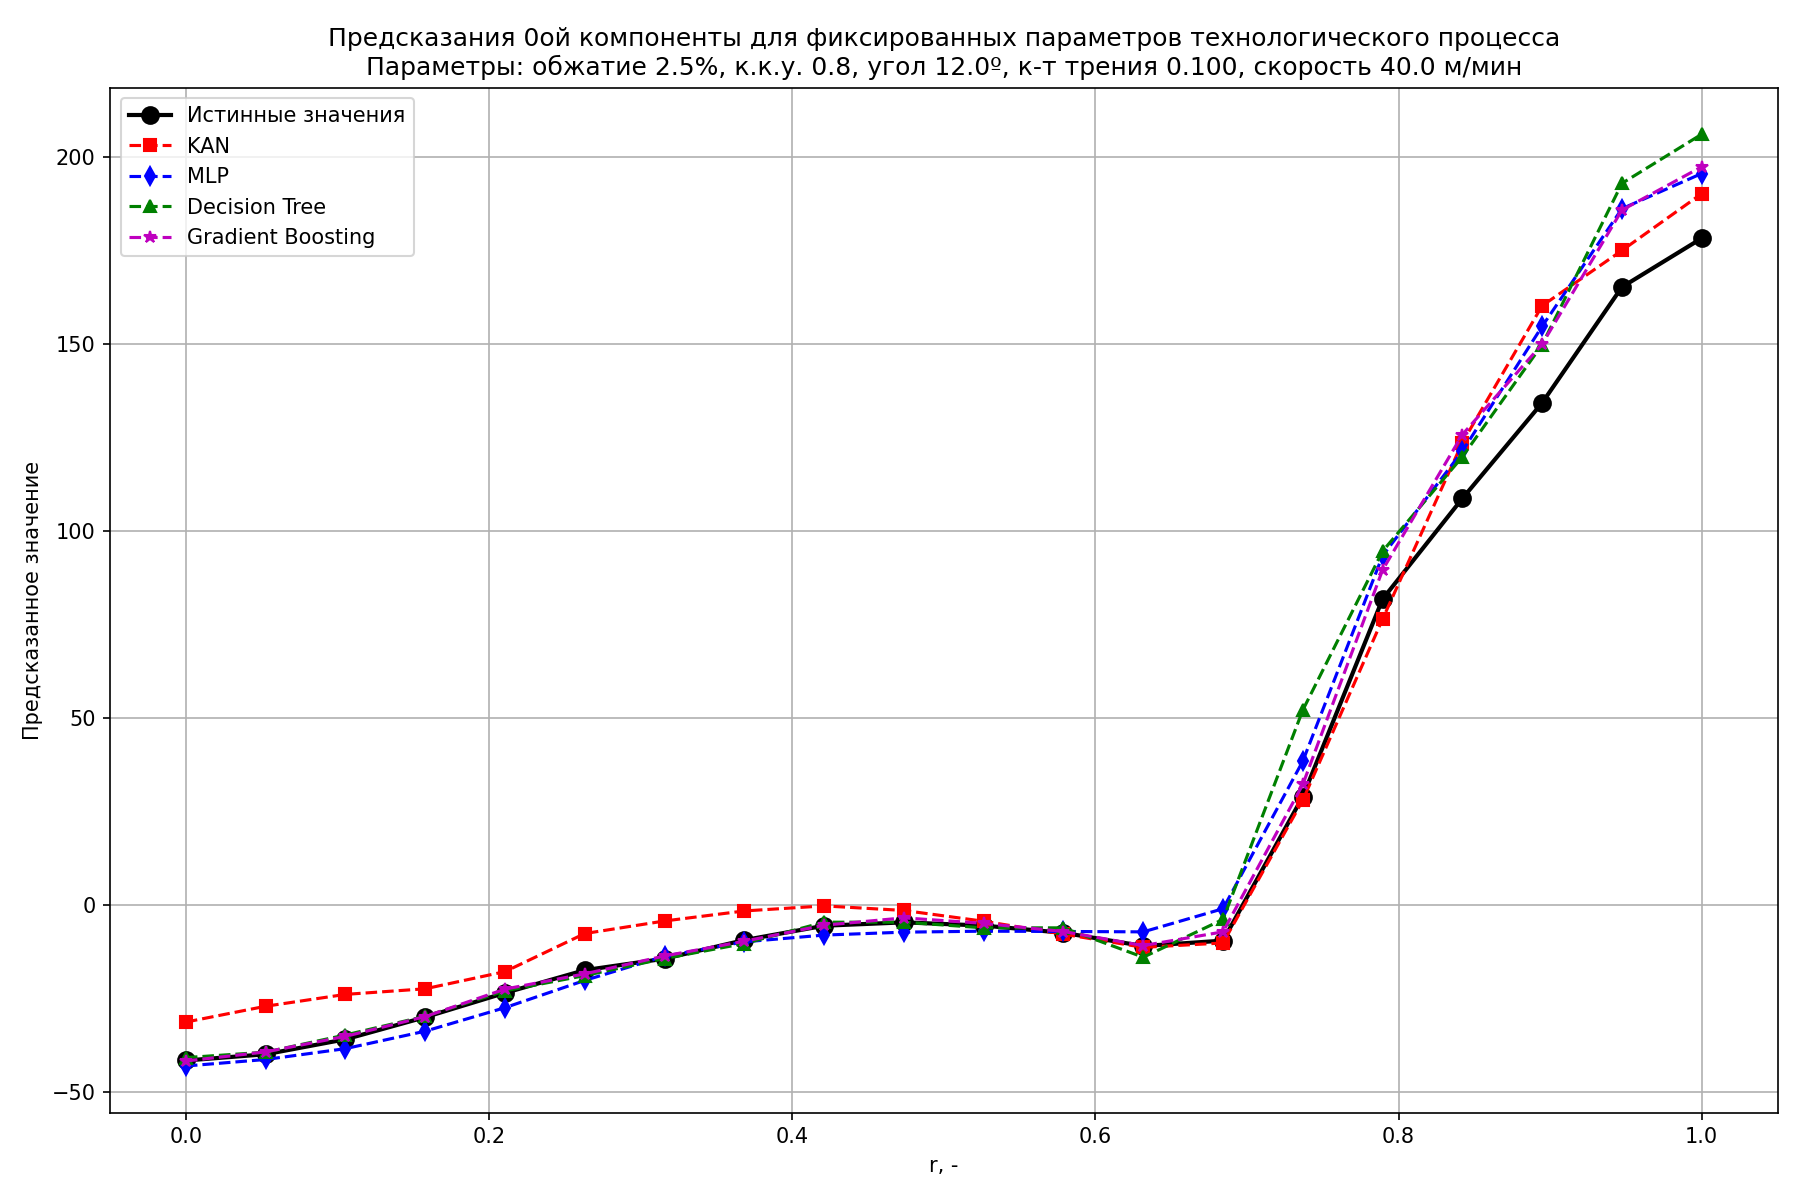 Предсказания 0ой компоненты для фиксированных параметров технологического процесса
Параметры: обжатие 2.5%, к.к.у. 0.8, угол 12.0º, к-т трения 0.100, скорость 40.0 м/мин
Истинные значения
KAN
MLP
Decision Tree
Gradient Boosting
Предсказанное значение
200
150
100
50
0
−50
0.0
0.2
0.4
0.6
0.8
1.0
r, -